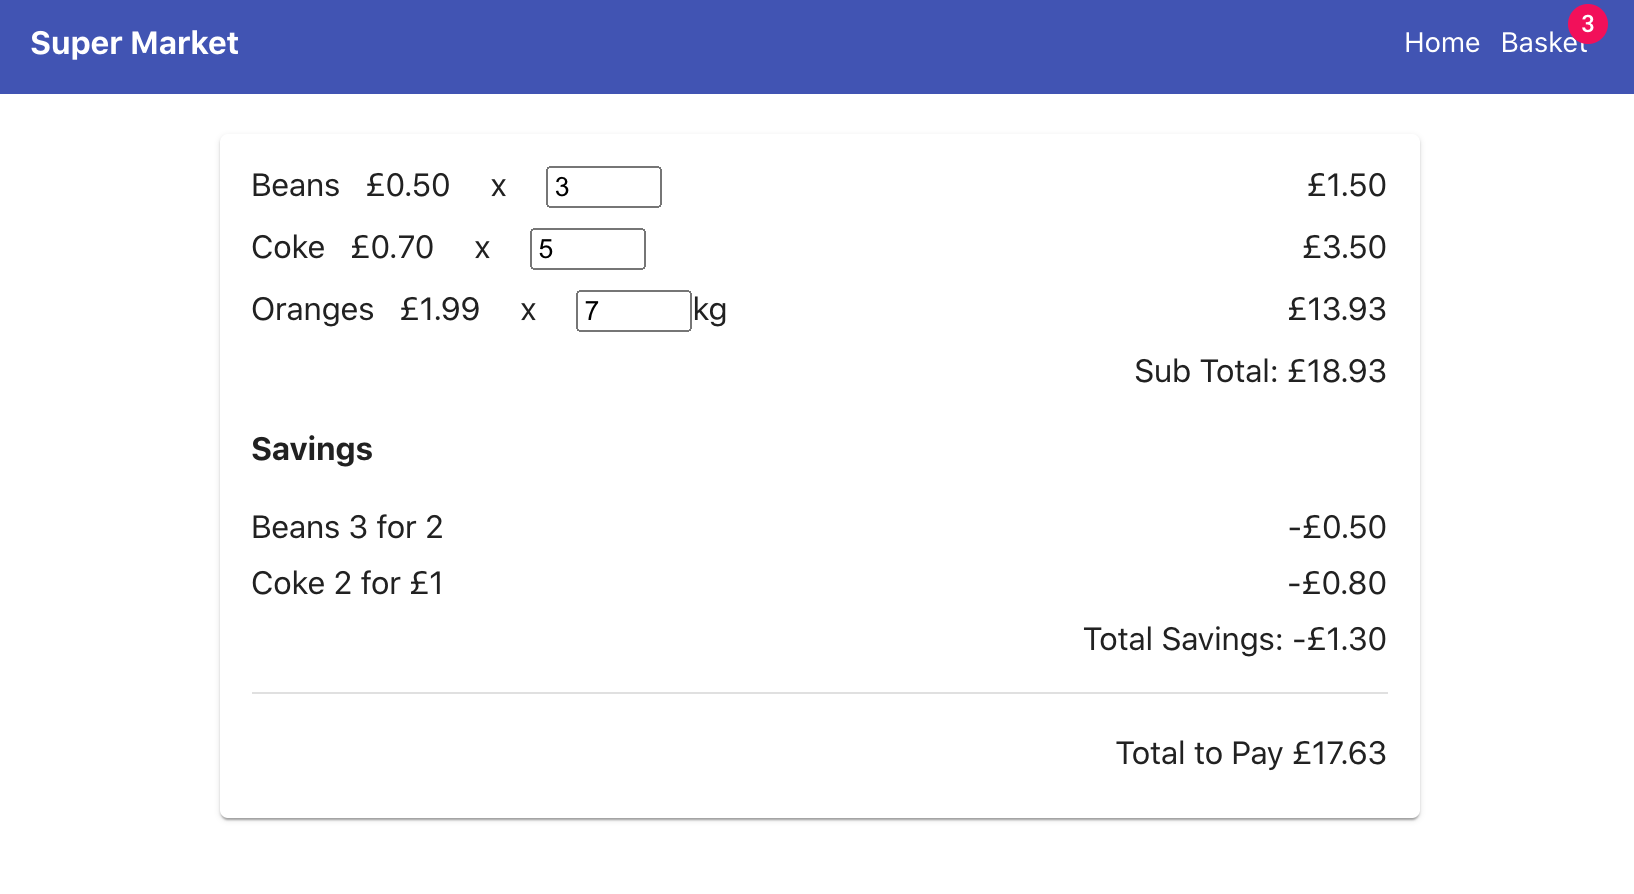 Super Market Home Basket 3
Beans £0.50 x 3 £1.50
Coke £0.70 x 5 £3.50
Oranges £1.99 x 7 kg £13.93
Sub Total: £18.93
Savings
Beans 3 for 2 -£0.50
Coke 2 for £1 -£0.80
Total Savings: -£1.30
Total to Pay £17.63